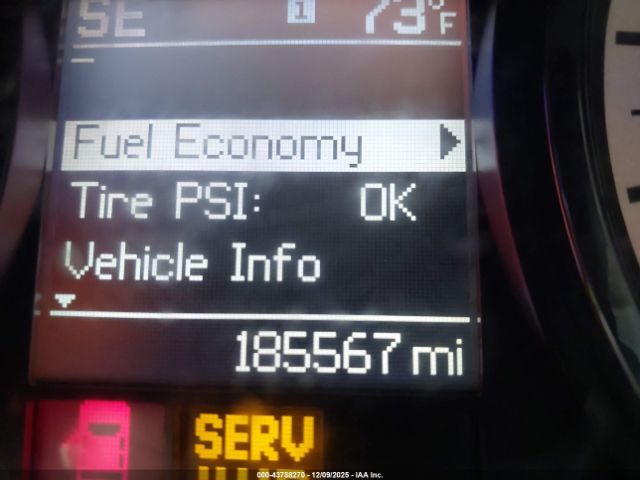 SE 1 73°F
Fuel Economy
Tire PSI: OK
Vehicle Info
185567 mi
SERV
000-43788270 - 12/09/2025 - IAA Inc.